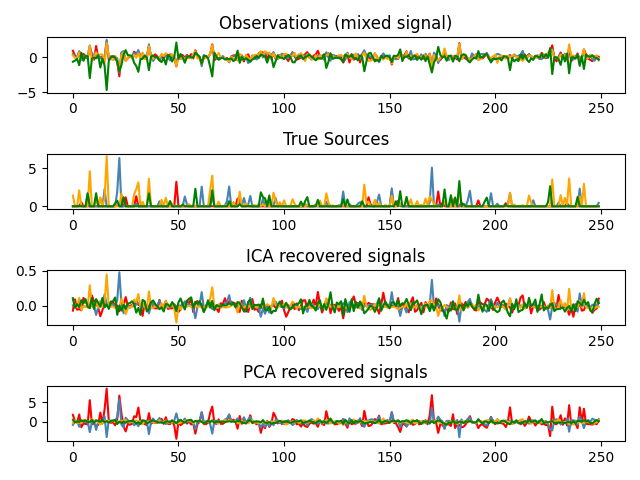 Observations (mixed signal)
0
−5
0 50 100 150 200 250
True Sources
5
0
0 50 100 150 200 250
ICA recovered signals
0.5
0.0
0 50 100 150 200 250
PCA recovered signals
5
0
0 50 100 150 200 250